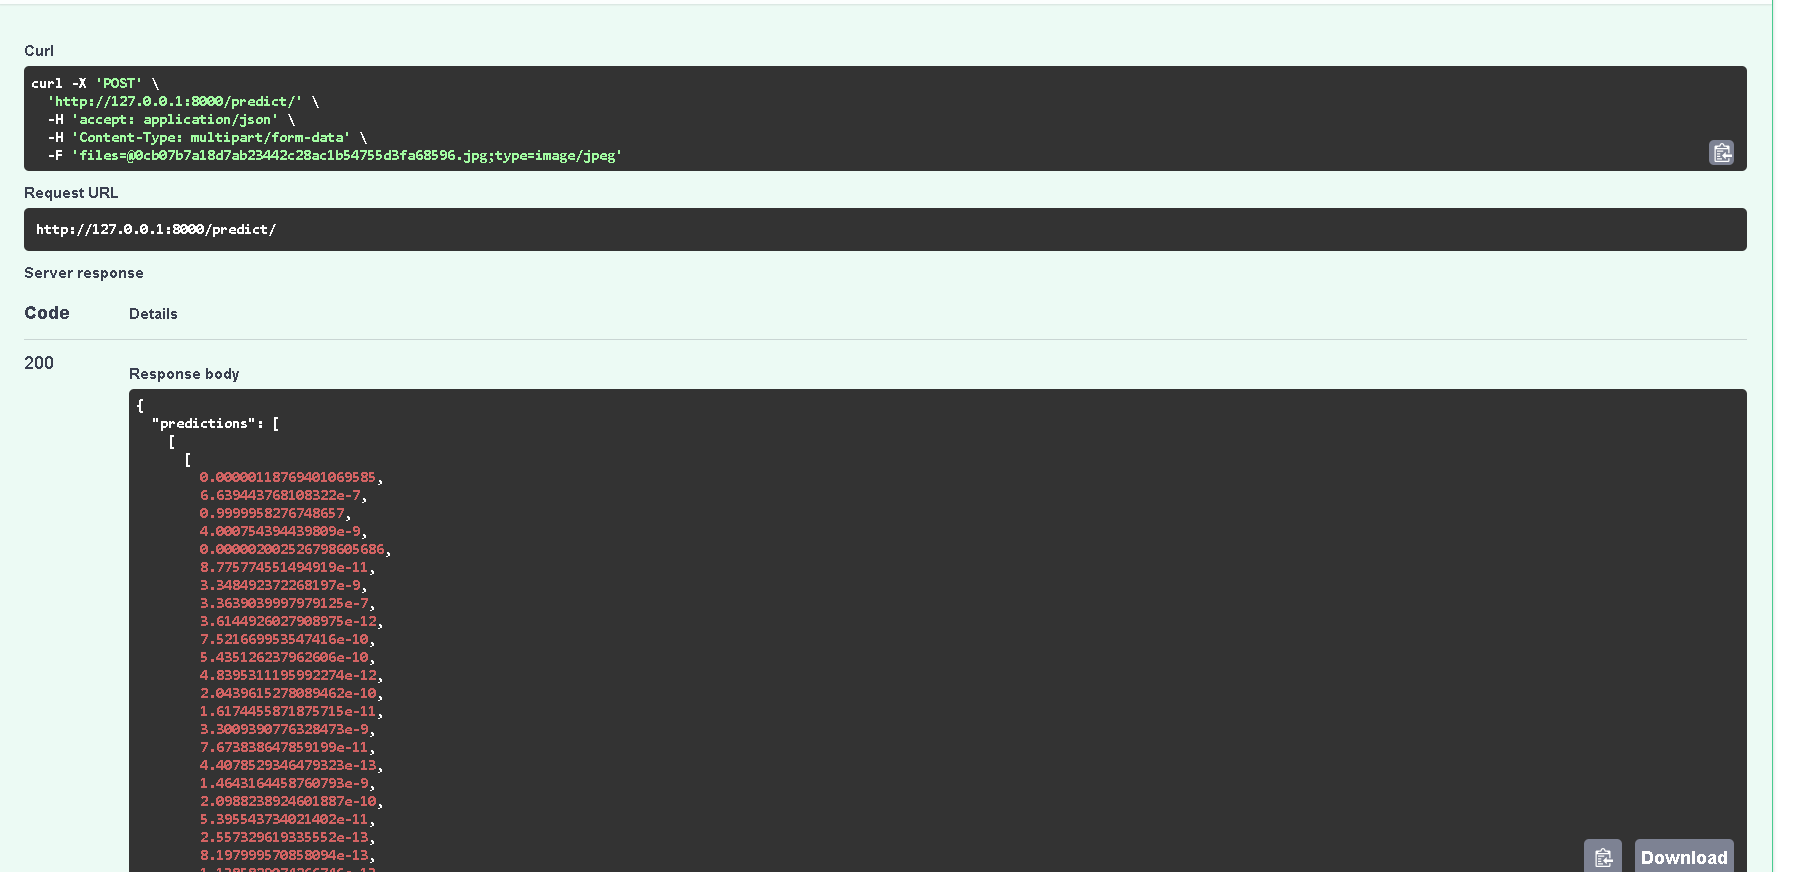 Curl
curl -X 'POST' \
'http://127.0.0.1:8000/predict/' \
-H 'accept: application/json' \
-H 'Content-Type: multipart/form-data' \
-F 'files=@0cb07b7a18d7ab23442c28ac1b54755d3fa68596.jpg;type=image/jpeg'
Request URL
http://127.0.0.1:8000/predict/
Server response
Code Details
200
Response body
{
"predictions": [
[
[
0.00000118769401069585,
6.639443768108322e-7,
0.9999958276748657,
4.000754394439809e-9,
0.000002002526798605686,
8.775774551494919e-11,
3.348492372268197e-9,
3.3639039997979125e-7,
3.6144926027908975e-12,
7.521669953547416e-10,
5.435126237962606e-10,
4.8395311195992274e-12,
2.0439615278089462e-10,
1.6174455871875715e-11,
3.3009390776328473e-9,
7.673838647859199e-11,
4.4078529346479323e-13,
1.4643164458760793e-9,
2.0988238924601887e-10,
5.395543734021402e-11,
2.557329619335552e-13,
8.197999570858094e-13,
Download